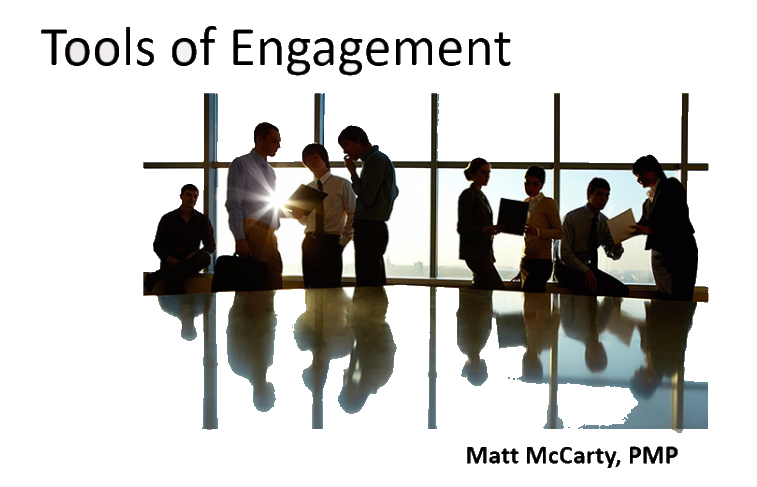 Tools of Engagement
Matt McCarty, PMP